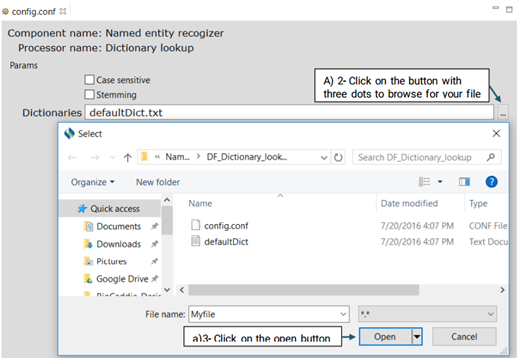 config.conf
Component name: Named entity recogizer
Processor name: Dictionary lookup
Params
Case sensitive
Stemming
A) 2- Click on the button with
three dots to browse for your file
Dictionaries defaultDict.txt ...
Select
« Nam... DF_Dictionary_look... Search DF_Dictionary_lookup
Organize New folder
Quick access
Documents
Downloads
Pictures
Google Drive
Name Date modified Type
config.conf 7/20/2016 4:07 PM CONF File
defaultDict 7/20/2016 4:07 PM Text Docu
File name: Myfile *.*
a)3- Click on the open button
Open Cancel